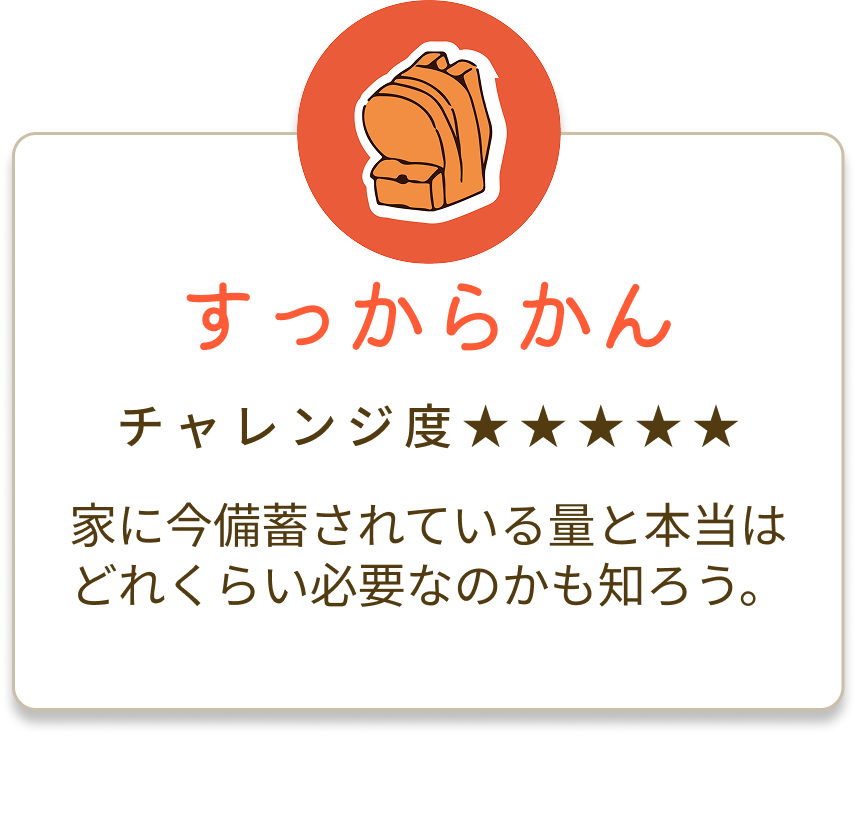 すっからかん
チャレンジ度★★★★★
家に今備蓄されている量と本当は
どれくらい必要なのかも知ろう。